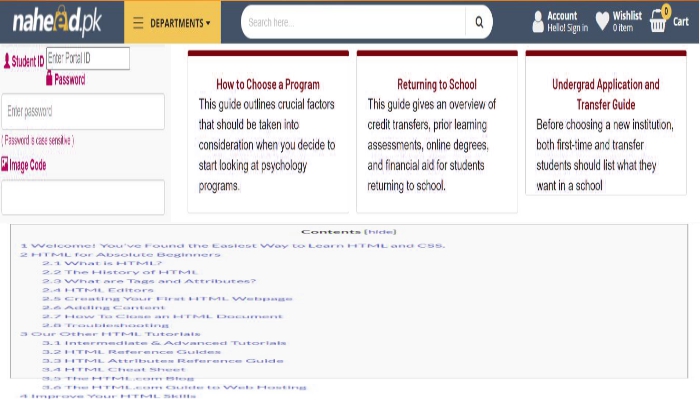 naheed.pk
DEPARTMENTS
Search here...
Account
Hello! Sign in
Wishlist
0 item
0
Cart
Student ID Enter Portal ID
Password
Enter password
( Password is case sensitive )
Image Code
How to Choose a Program
This guide outlines crucial factors
that should be taken into
consideration when you decide to
start looking at psychology
programs.
Returning to School
This guide gives an overview of
credit transfers, prior learning
assessments, online degrees,
and financial aid for students
returning to school.
Undergrad Application and
Transfer Guide
Before choosing a new institution,
both first-time and transfer
students should list what they
want in a school
Contents [hide]
1 Welcome! You've Found the Easiest Way to Learn HTML and CSS.
2 HTML for Absolute Beginners
2.1 What is HTML?
2.2 The History of HTML
2.3 What are Tags and Attributes?
2.4 HTML Editors
2.5 Creating Your First HTML Webpage
2.6 Adding Content
2.7 How To Close an HTML Document
2.8 Troubleshooting
3 Our Other HTML Tutorials
3.1 Intermediate & Advanced Tutorials
3.2 HTML Reference Guides
3.3 HTML Attributes Reference Guide
3.4 HTML Cheat Sheet
3.5 The HTML.com Blog
3.6 The HTML.com Guide to Web Hosting
4 Improve Your HTML Skills